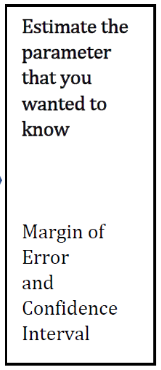 Estimate the
parameter
that you
wanted to
know
Margin of
Error
and
Confidence
Interval